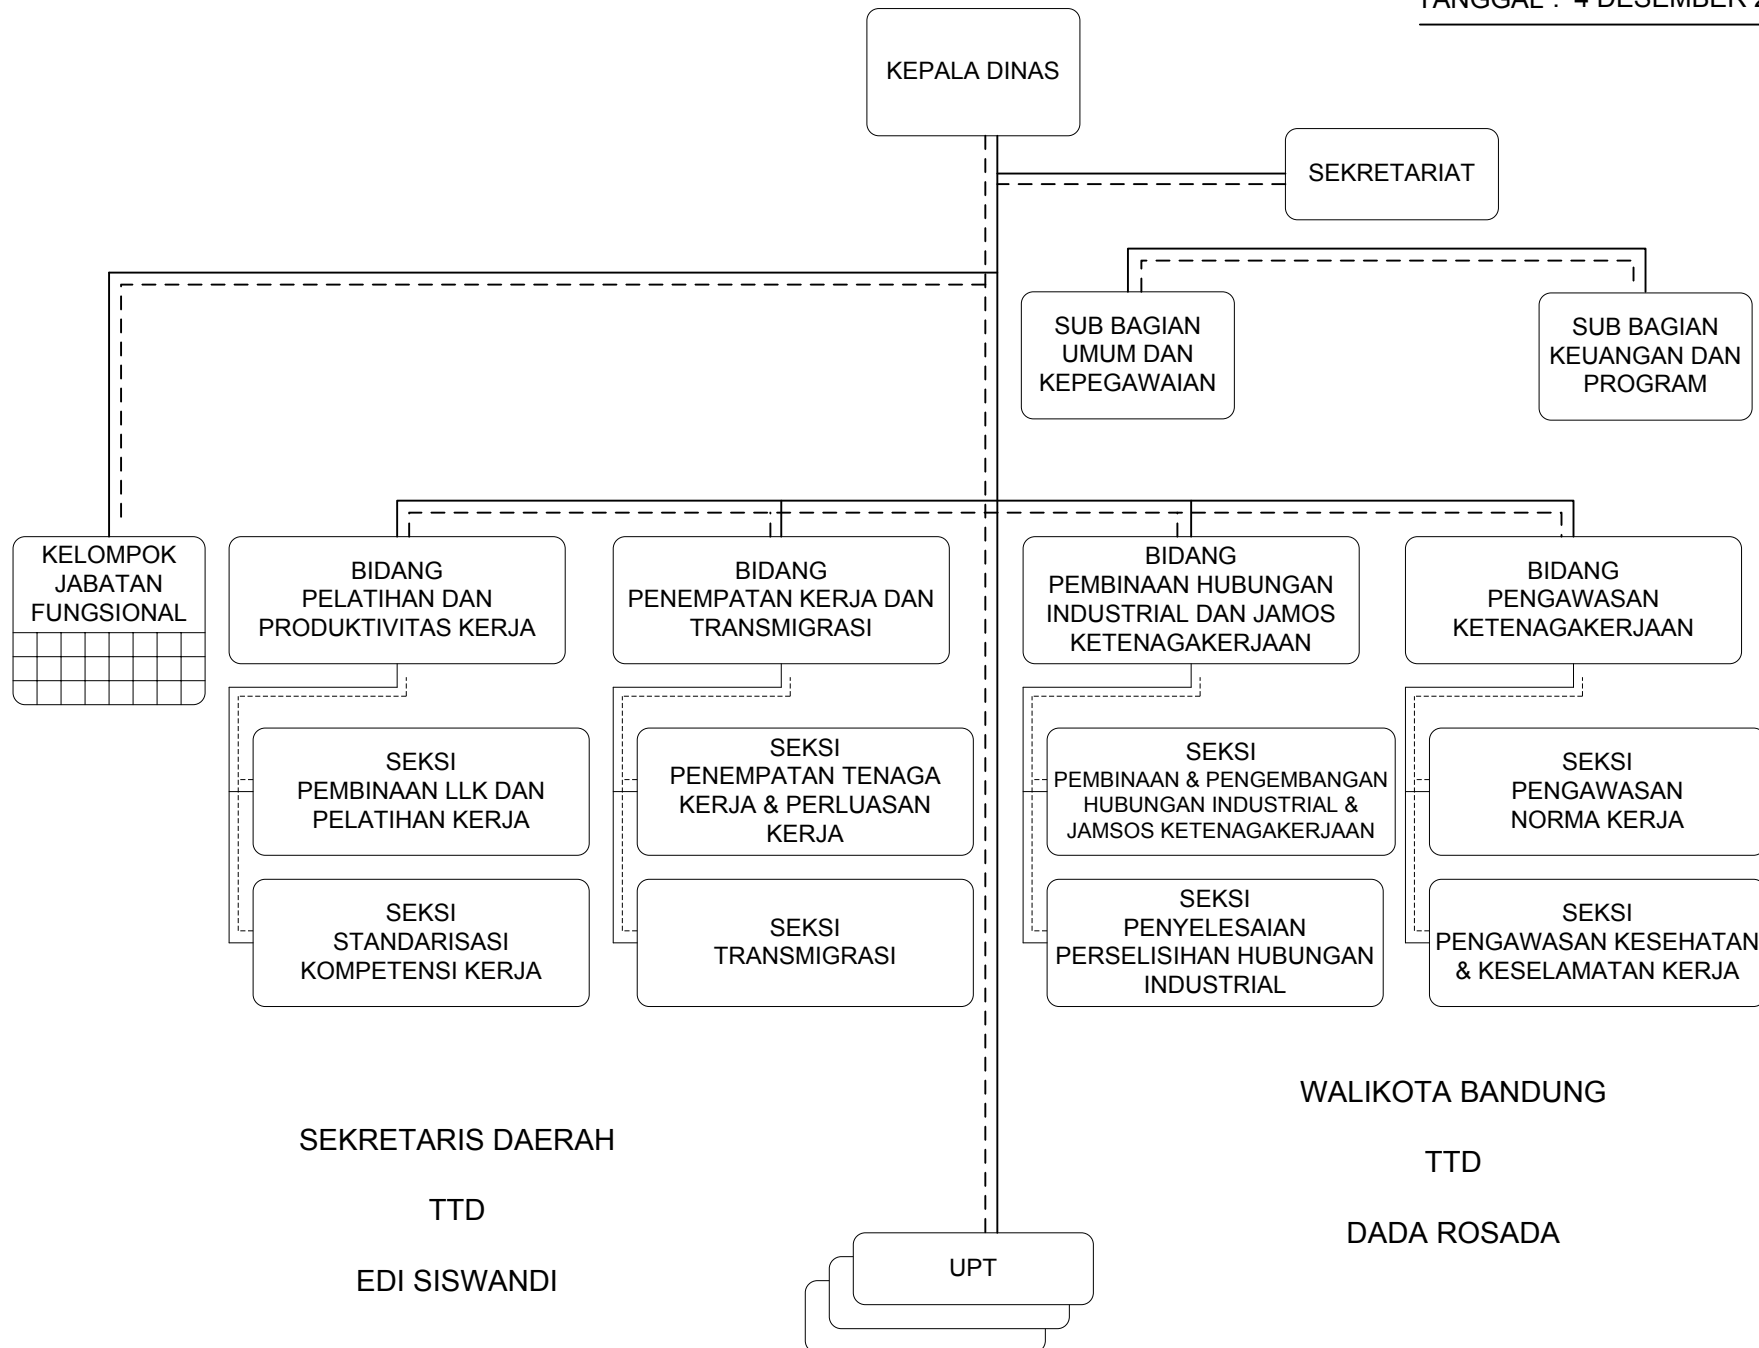 TANGGAL : 4 DESEMBER
KEPALA DINAS
SEKRETARIAT
SUB BAGIAN
UMUM DAN
KEPEGAWAIAN
SUB BAGIAN
KEUANGAN DAN
PROGRAM
KELOMPOK
JABATAN
FUNGSIONAL
BIDANG
PELATIHAN DAN
PRODUKTIVITAS KERJA
BIDANG
PENEMPATAN KERJA DAN
TRANSMIGRASI
BIDANG
PEMBINAAN HUBUNGAN
INDUSTRIAL DAN JAMOS
KETENAGAKERJAAN
BIDANG
PENGAWASAN
KETENAGAKERJAAN
SEKSI
PEMBINAAN LLK DAN
PELATIHAN KERJA
SEKSI
PENEMPATAN TENAGA
KERJA & PERLUASAN
KERJA
SEKSI
PEMBINAAN & PENGEMBANGAN
HUBUNGAN INDUSTRIAL &
JAMSOS KETENAGAKERJAAN
SEKSI
PENGAWASAN
NORMA KERJA
SEKSI
STANDARISASI
KOMPETENSI KERJA
SEKSI
TRANSMIGRASI
SEKSI
PENYELESAIAN
PERSELISIHAN HUBUNGAN
INDUSTRIAL
SEKSI
PENGAWASAN KESEHATAN
& KESELAMATAN KERJA
SEKRETARIS DAERAH
TTD
EDI SISWANDI
WALIKOTA BANDUNG
TTD
DADA ROSADA
UPT